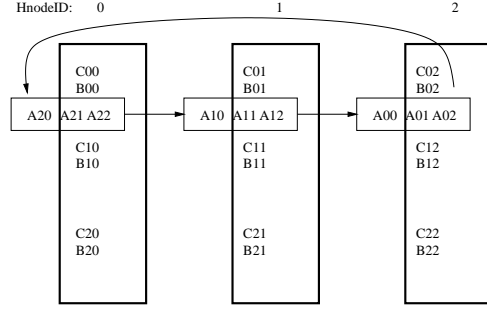 HnodeID: 0 1 2
C00 C01 C02
B00 B01 B02
A20 A21 A22 A10 A11 A12 A00 A01 A02
C10 C11 C12
B10 B11 B12
C20 C21 C22
B20 B21 B22